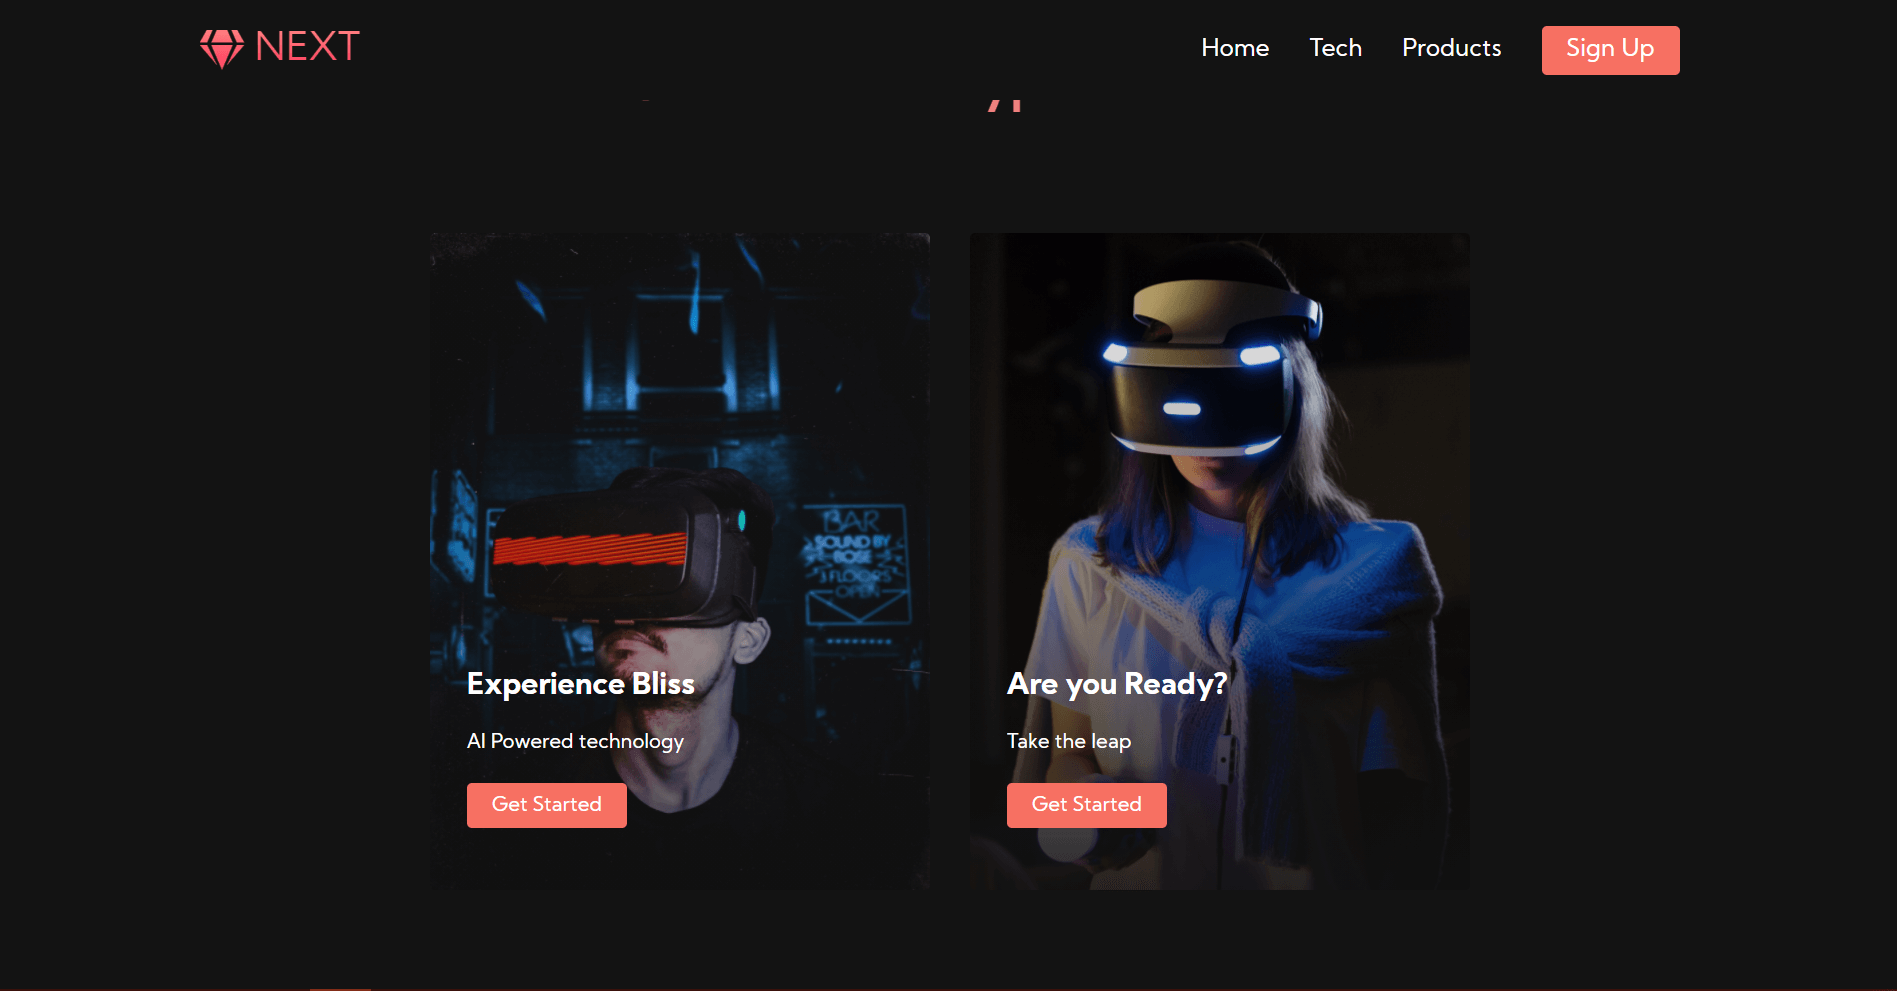 NEXT
Home
Tech
Products
Sign Up
BAR
SOUND BY
BOSE
3 FLOORS
OPEN
Experience Bliss
AI Powered technology
Get Started
Are you Ready?
Take the leap
Get Started